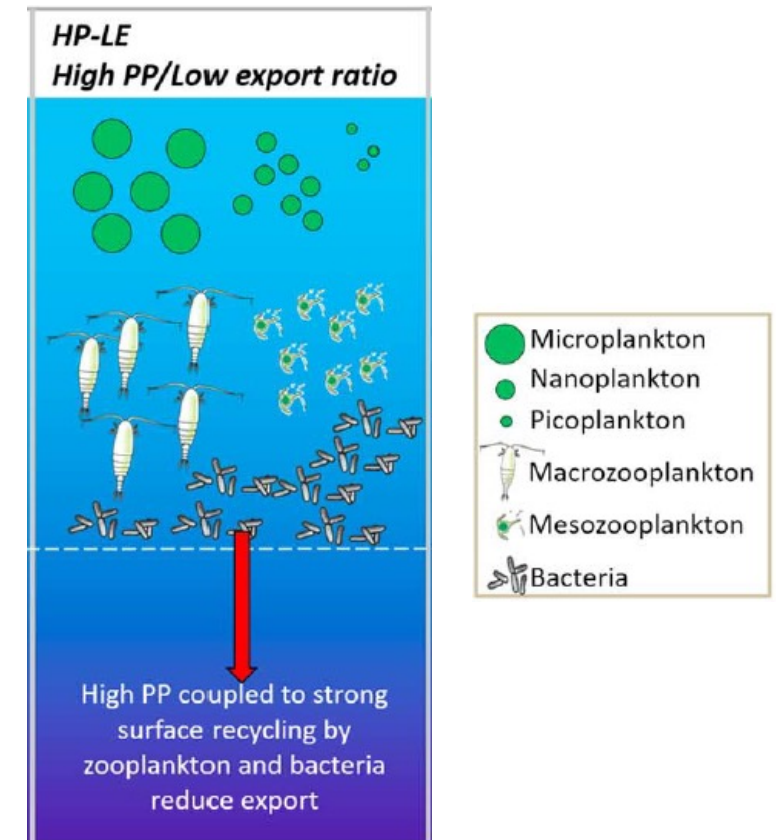 HP-LE
High PP/Low export ratio
High PP coupled to strong
surface recycling by
zooplankton and bacteria
reduce export
Microplankton
Nanoplankton
Picoplankton
Macrozooplankton
Mesozooplankton
Bacteria